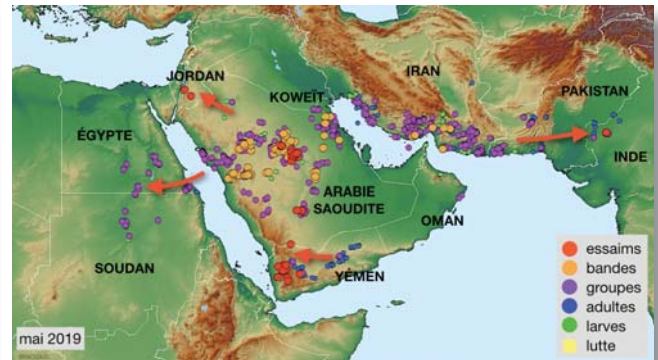 JORDAN
KOWEÏT
IRAN
PAKISTAN
ÉGYPTE
INDE
ARABIE
SAOUDITE
OMAN
SOUDAN
YÉMEN
essaims
bandes
groupes
adultes
larves
lutte
mai 2019